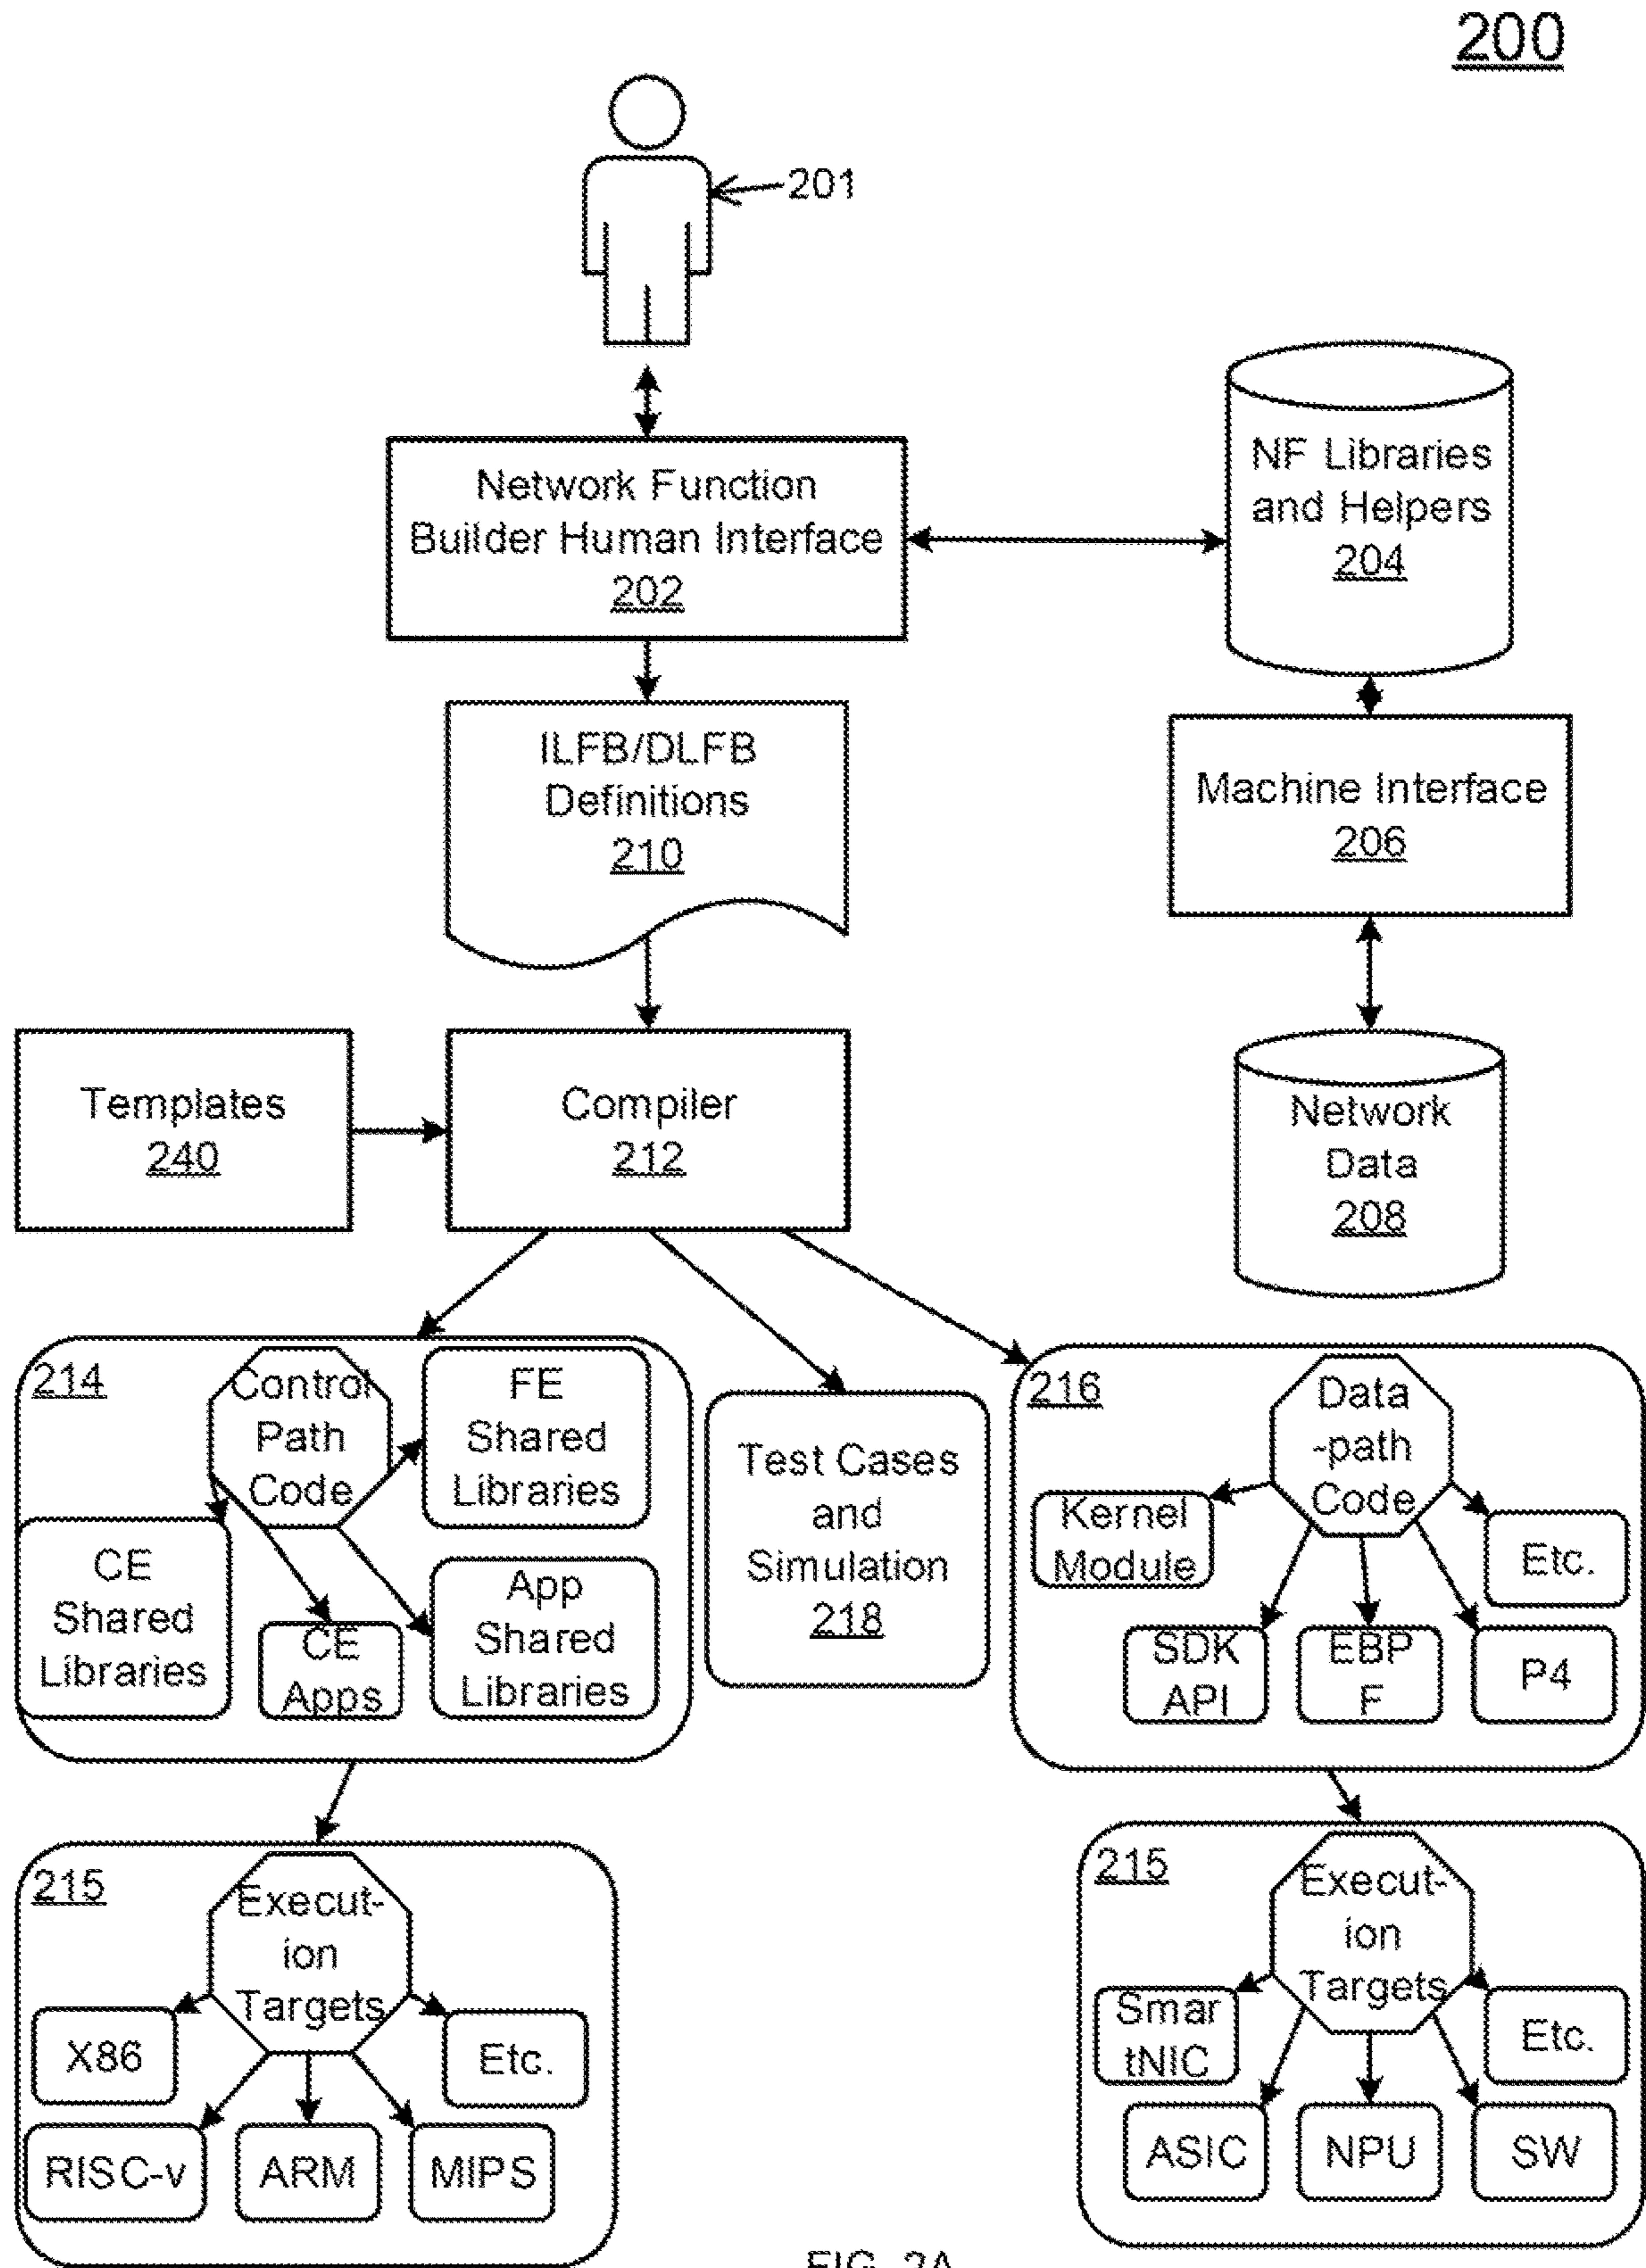 200
201
Network Function
Builder Human Interface
202
NF Libraries
and Helpers
204
ILFB/DLFB
Definitions
210
Machine Interface
206
Templates
240
Compiler
212
Network
Data
208
214
Control
Path
Code
FE
Shared
Libraries
CE
Shared
Libraries
CE
Apps
App
Shared
Libraries
Test Cases
and
Simulation
218
216
Data
-path
Code
Kernel
Module
Etc.
SDK
API
EBP
F
P4
215
Execut-
ion
Targets
X86
Etc.
RISC-v
ARM
MIPS
215
Execut-
ion
Targets
Smar
tNIC
Etc.
ASIC
NPU
SW
FIG. 2A